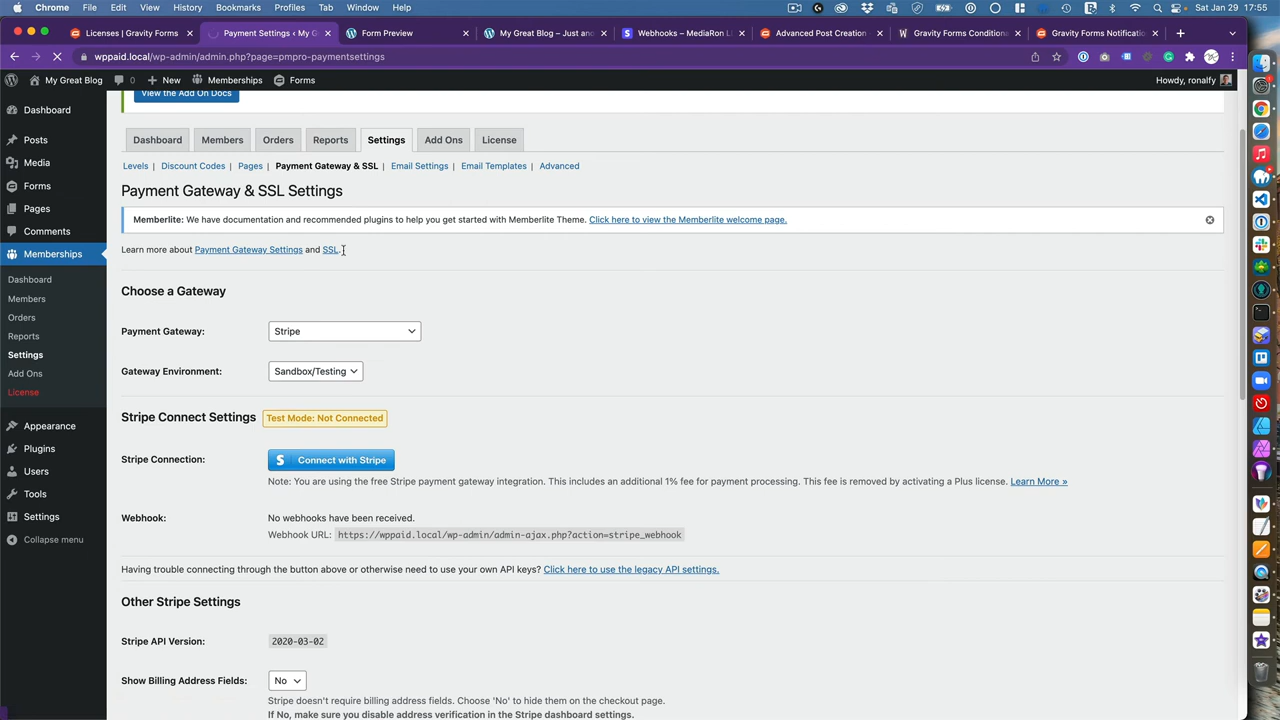 Chrome File Edit View History Bookmarks Profiles Tab Window Help Sat Jan 29 17:55
Licenses | Gravity Forms Payment Settings ‹ My G Form Preview My Great Blog – Just and Webhooks – MediaRon Ll Advanced Post Creation Gravity Forms Conditiona Gravity Forms Notificatio
wppaid.local/wp-admin/admin.php?page=pmpro-paymentsettings
My Great Blog 0 New Memberships Forms Howdy, ronalfy
View the Add On Docs
Dashboard
Posts
Media
Forms
Pages
Comments
Memberships
Dashboard
Members
Orders
Reports
Settings
Add Ons
License
Appearance
Plugins
Users
Tools
Settings
Collapse menu
Dashboard Members Orders Reports Settings Add Ons License
Levels | Discount Codes | Pages | Payment Gateway & SSL | Email Settings | Email Templates | Advanced
Payment Gateway & SSL Settings
Memberlite: We have documentation and recommended plugins to help you get started with Memberlite Theme. Click here to view the Memberlite welcome page.
Learn more about Payment Gateway Settings and SSL.
Choose a Gateway
Payment Gateway: Stripe
Gateway Environment: Sandbox/Testing
Stripe Connect Settings Test Mode: Not Connected
Stripe Connection: S Connect with Stripe
Note: You are using the free Stripe payment gateway integration. This includes an additional 1% fee for payment processing. This fee is removed by activating a Plus license. Learn More »
Webhook: No webhooks have been received.
Webhook URL: https://wppaid.local/wp-admin/admin-ajax.php?action=stripe_webhook
Having trouble connecting through the button above or otherwise need to use your own API keys? Click here to use the legacy API settings.
Other Stripe Settings
Stripe API Version: 2020-03-02
Show Billing Address Fields: No
Stripe doesn't require billing address fields. Choose 'No' to hide them on the checkout page.
If No, make sure you disable address verification in the Stripe dashboard settings.